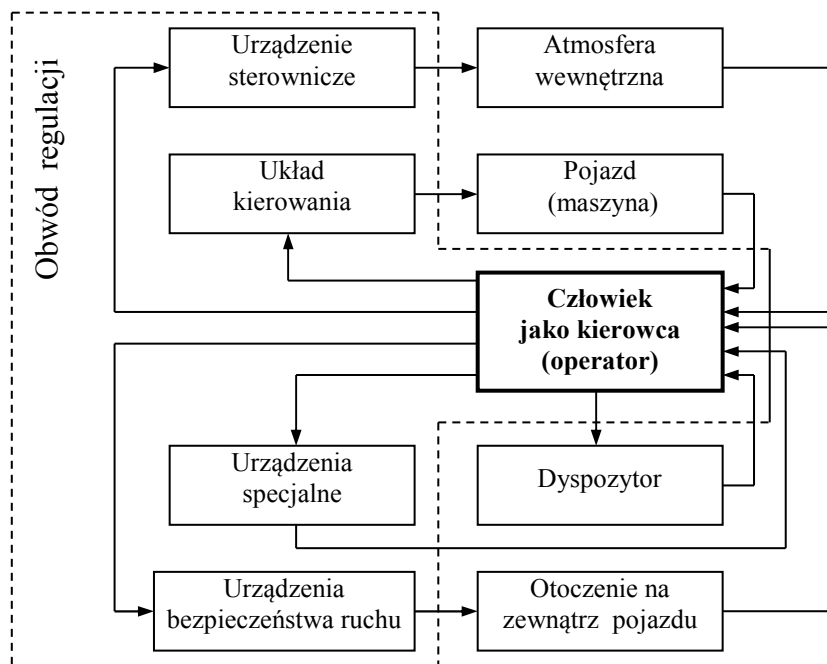 Obwód regulacji
Urządzenie
sterownicze
Atmosfera
wewnętrzna
Układ
kierowania
Pojazd
(maszyna)
Człowiek
jako kierowca
(operator)
Urządzenia
specjalne
Dyspozytor
Urządzenia
bezpieczeństwa ruchu
Otoczenie na
zewnątrz pojazdu